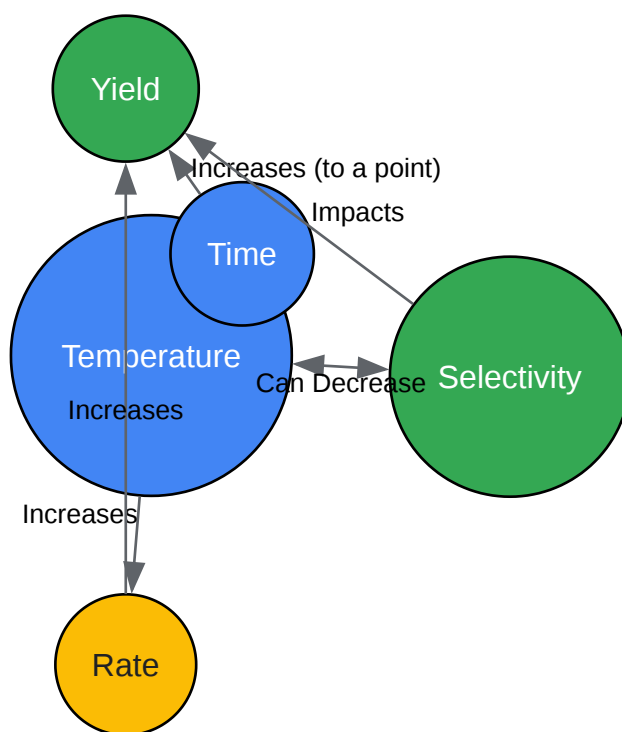 Yield
Increases (to a point)
Impacts
Time
Temperature
Can Decrease
Selectivity
Increases
Increases
Rate